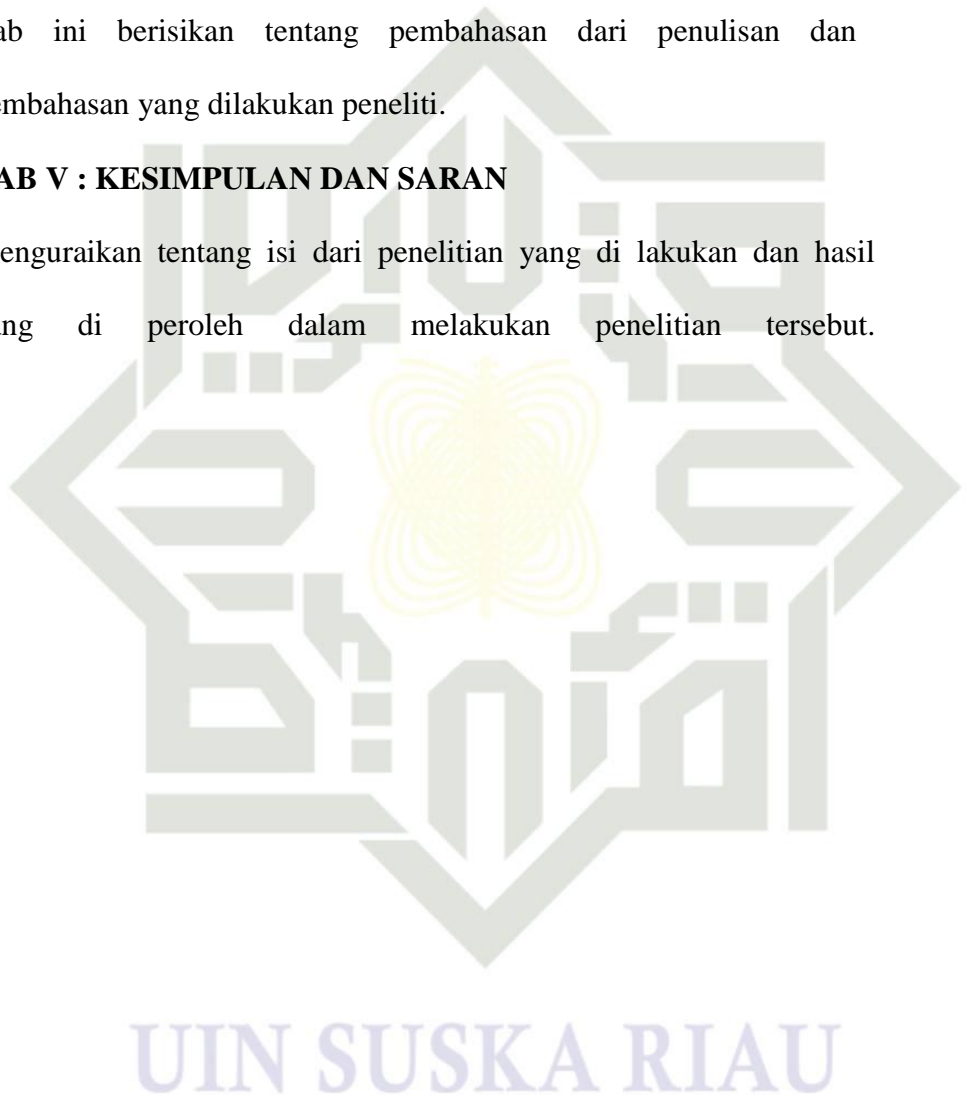 ab ini berisikan tentang pembahasan dari penulisan dan
embahasan yang dilakukan peneliti.
AB V : KESIMPULAN DAN SARAN
enguraikan tentang isi dari penelitian yang di lakukan dan hasil
ang di peroleh dalam melakukan penelitian tersebut.
UIN SUSKA RIAU